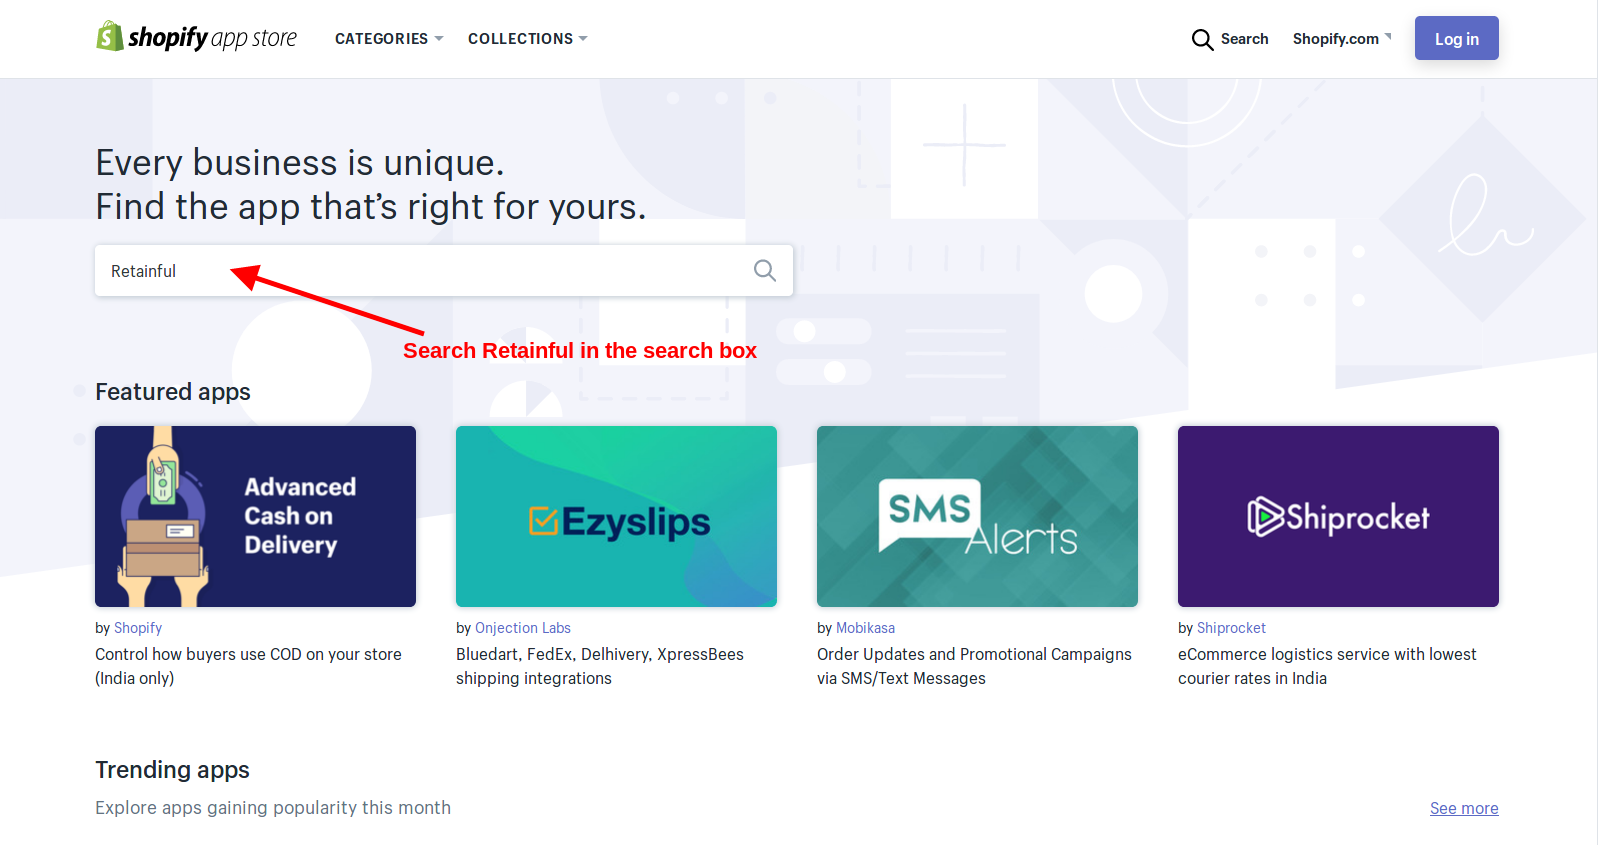 shopify app store
CATEGORIES
COLLECTIONS
Search
Shopify.com
Log in
Every business is unique.
Find the app that’s right for yours.
Retainful
Search Retainful in the search box
Featured apps
Advanced
Cash on
Delivery
by Shopify
Control how buyers use COD on your store
(India only)
Ezyslips
by Onjection Labs
Bluedart, FedEx, Delhivery, XpressBees
shipping integrations
SMS
Alerts
by Mobikasa
Order Updates and Promotional Campaigns
via SMS/Text Messages
Shiprocket
by Shiprocket
eCommerce logistics service with lowest
courier rates in India
Trending apps
Explore apps gaining popularity this month
See more